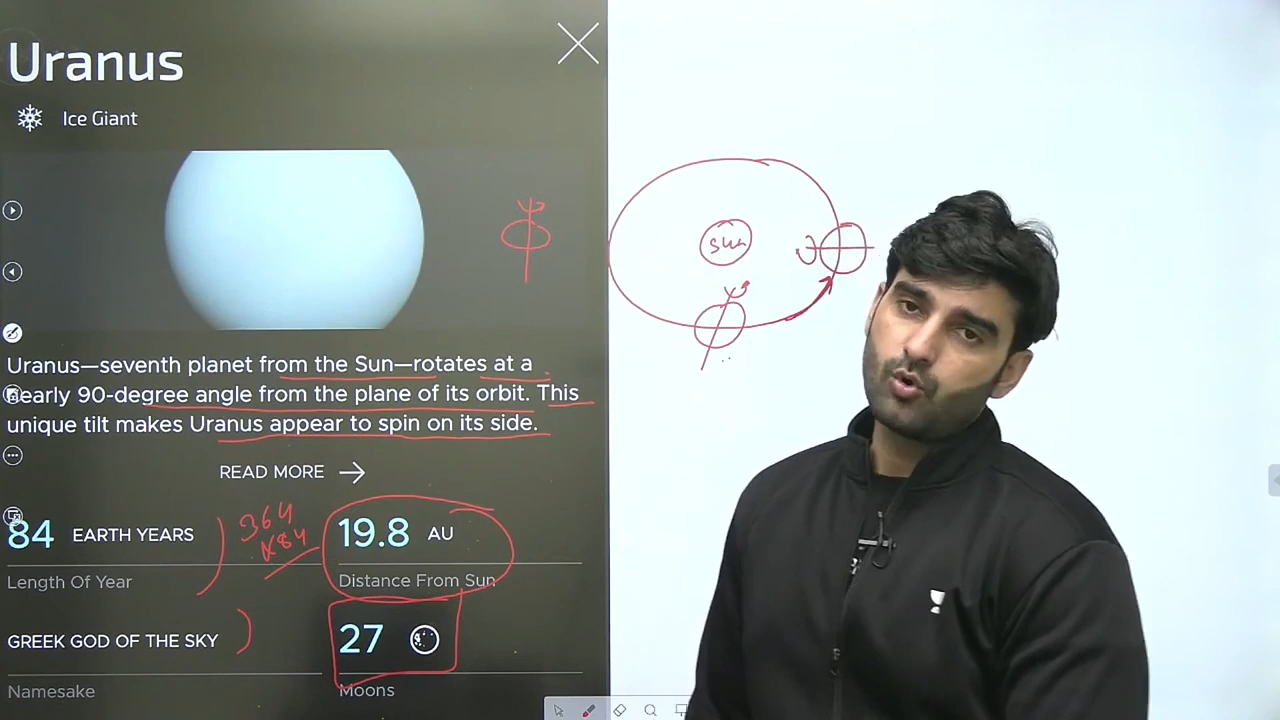 Uranus
Ice Giant
Uranus—seventh planet from the Sun—rotates at a
nearly 90-degree angle from the plane of its orbit. This
unique tilt makes Uranus appear to spin on its side.
READ MORE
84 EARTH YEARS
Length Of Year
364
x84
19.8 AU
Distance From Sun
GREEK GOD OF THE SKY
Namesake
27
Moons
sun